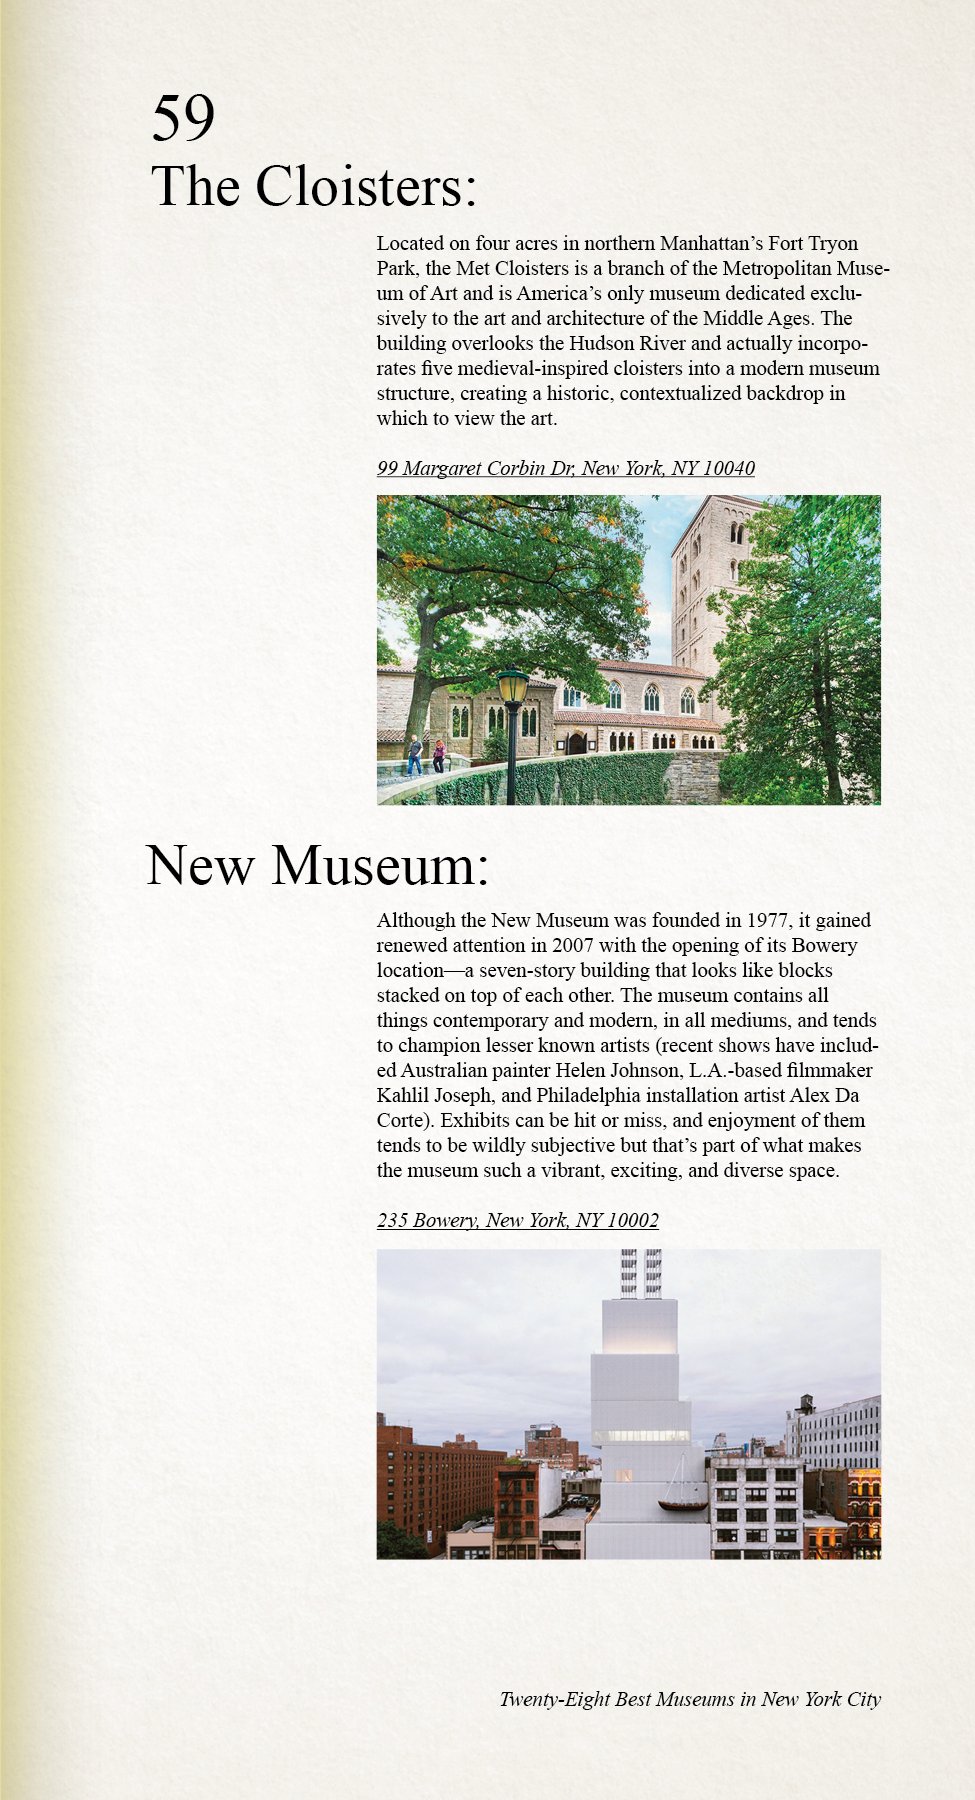 59
The Cloisters:
Located on four acres in northern Manhattan’s Fort Tryon
Park, the Met Cloisters is a branch of the Metropolitan Muse-
um of Art and is America’s only museum dedicated exclu-
sively to the art and architecture of the Middle Ages. The
building overlooks the Hudson River and actually incorpo-
rates five medieval-inspired cloisters into a modern museum
structure, creating a historic, contextualized backdrop in
which to view the art.
99 Margaret Corbin Dr, New York, NY 10040
New Museum:
Although the New Museum was founded in 1977, it gained
renewed attention in 2007 with the opening of its Bowery
location—a seven-story building that looks like blocks
stacked on top of each other. The museum contains all
things contemporary and modern, in all mediums, and tends
to champion lesser known artists (recent shows have includ-
ed Australian painter Helen Johnson, L.A.-based filmmaker
Kahlil Joseph, and Philadelphia installation artist Alex Da
Corte). Exhibits can be hit or miss, and enjoyment of them
tends to be wildly subjective but that’s part of what makes
the museum such a vibrant, exciting, and diverse space.
235 Bowery, New York, NY 10002
Twenty-Eight Best Museums in New York City